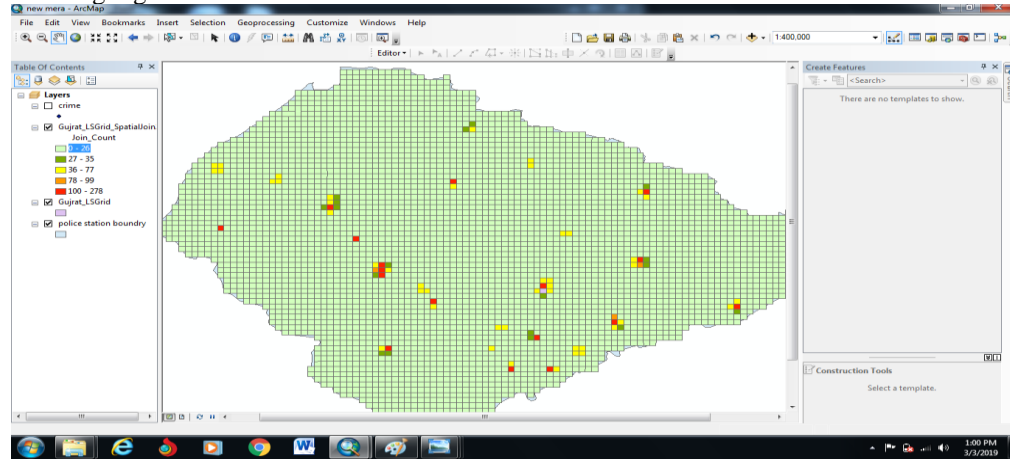 new mera - ArcMap
File Edit View Bookmarks Insert Selection Geoprocessing Customize Windows Help
1:400,000
Editor
Table Of Contents
Create Features
<Search>
There are no templates to show.
Layers
crime
Gujrat_LSGrid_SpatialJoin
Join_Count
0 - 26
27 - 35
36 - 77
78 - 99
100 - 278
Gujrat_LSGrid
police station boundry
Construction Tools
Select a template.
1:00 PM
3/3/2019